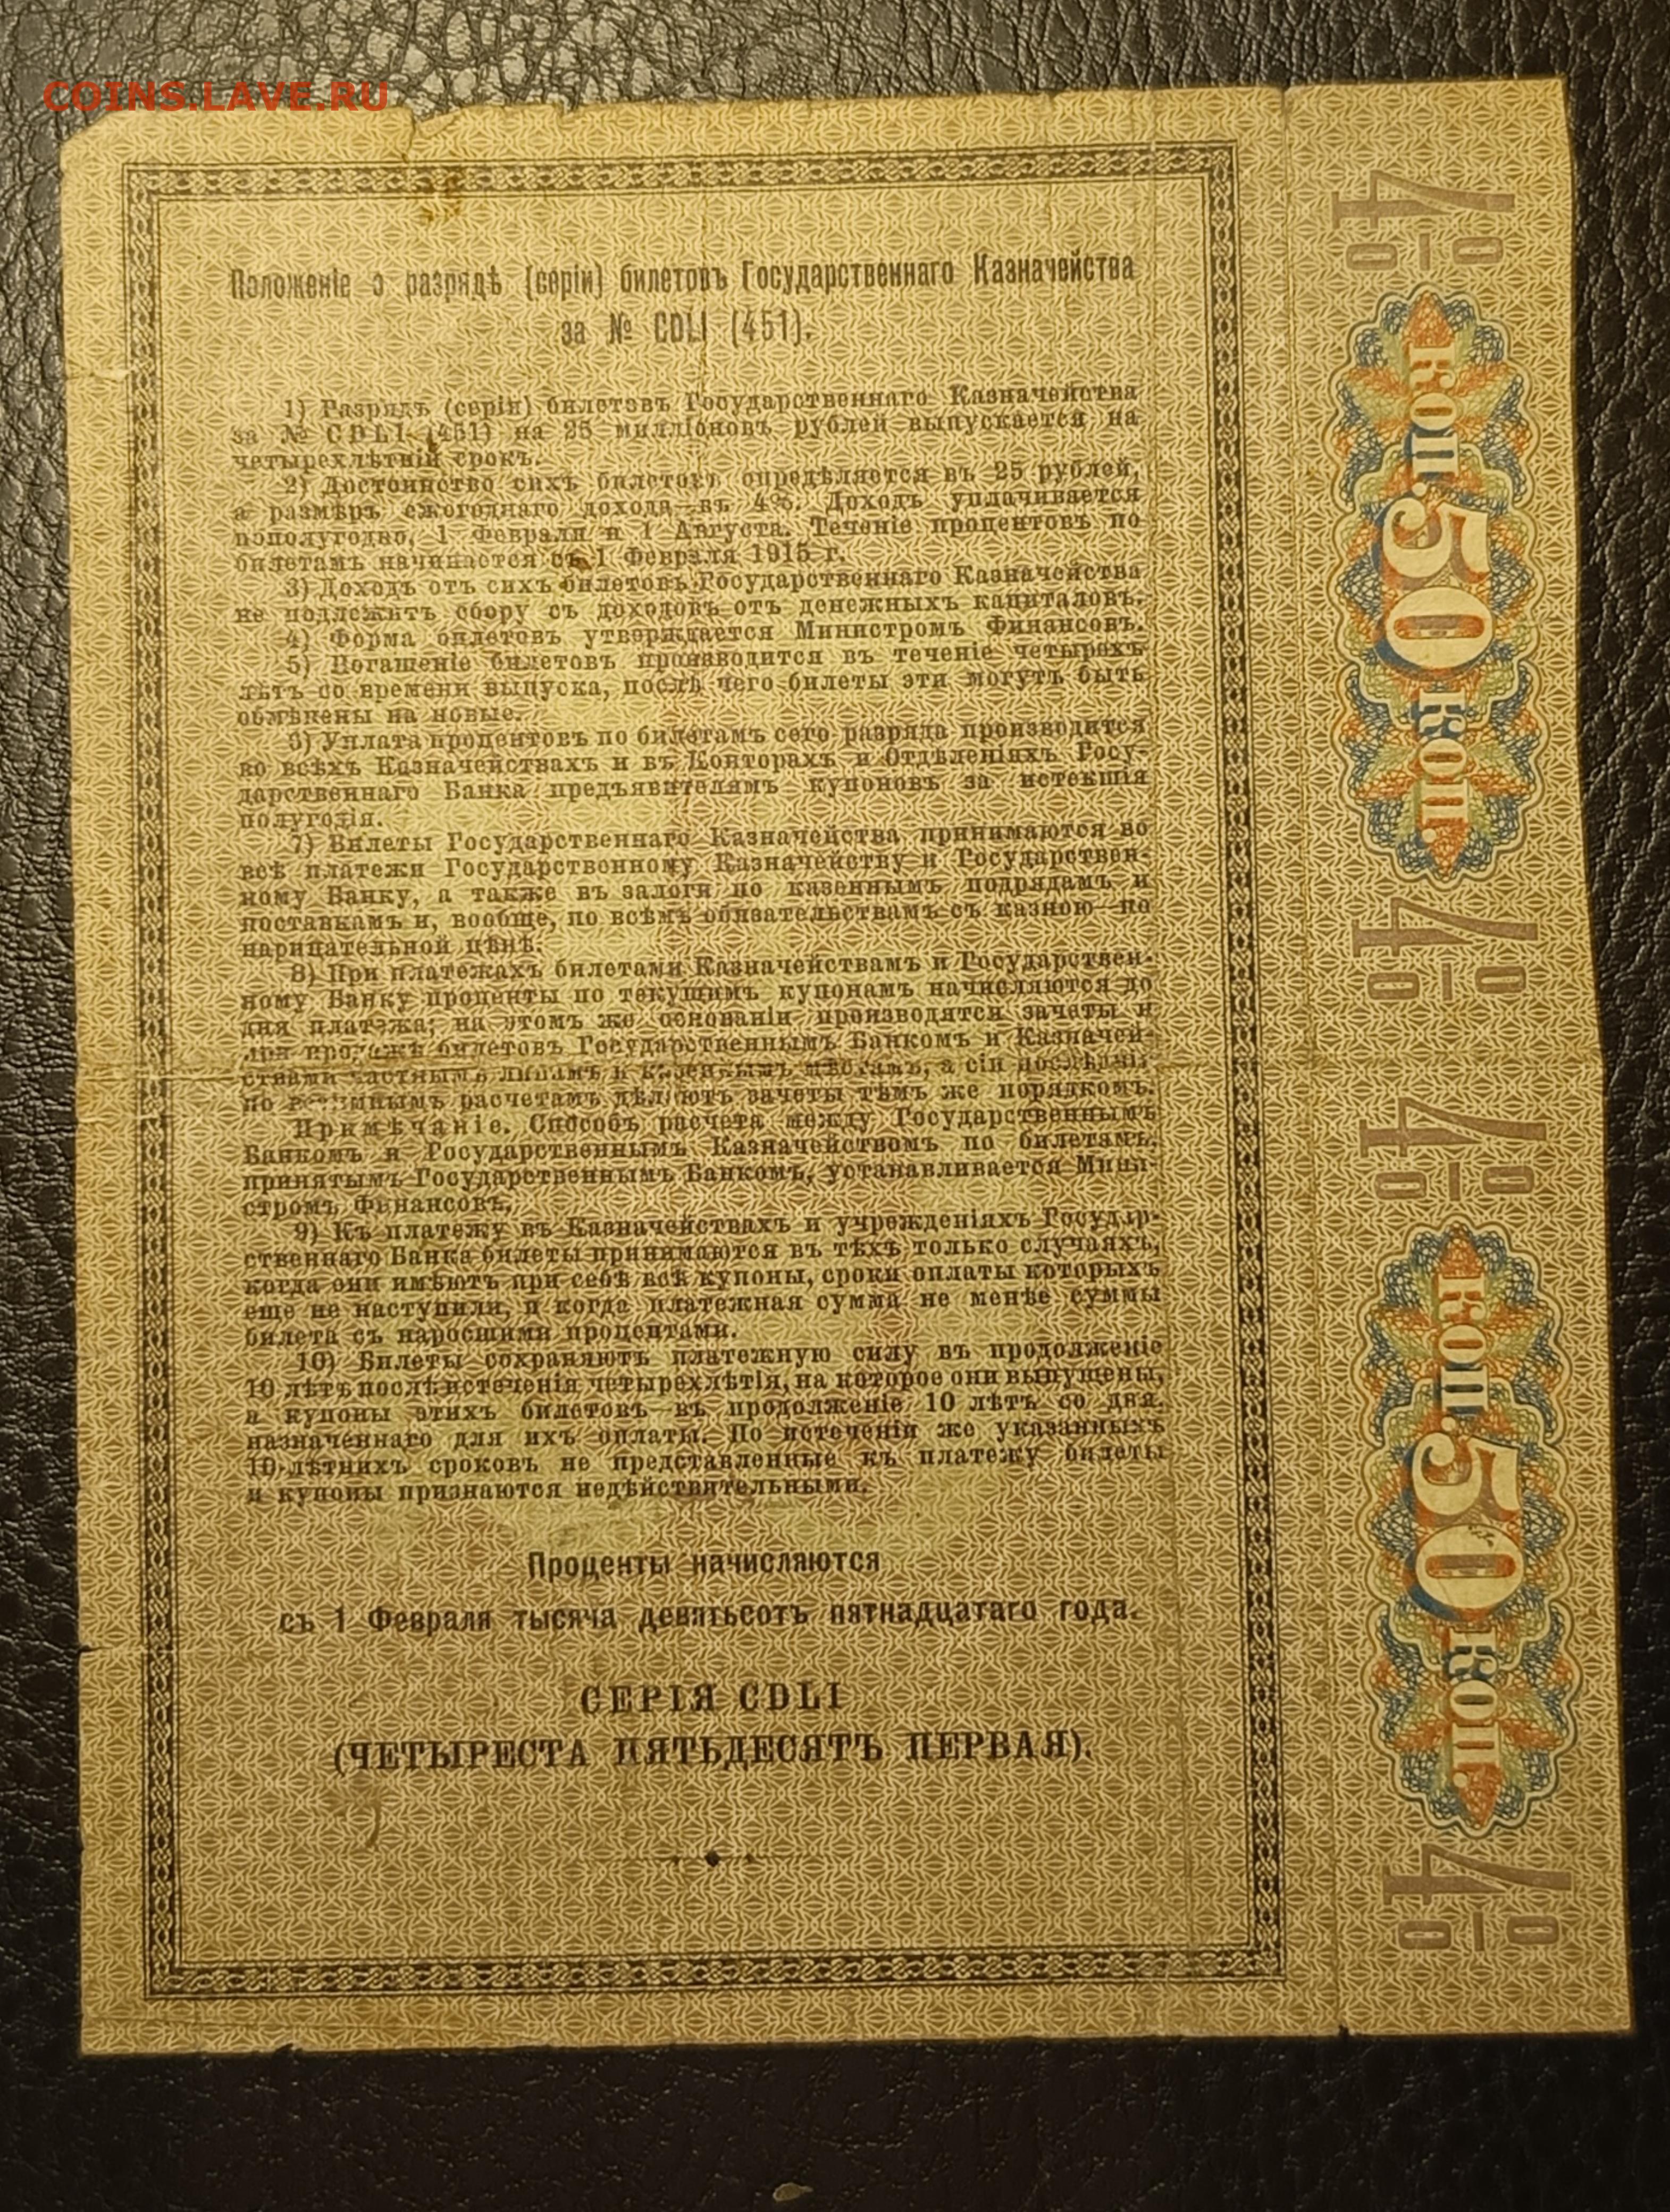 COINS.LAVE.RU
Положеніе о разрядѣ (серіи) билетовъ Государственнаго Казначейства
за № CDLI (451).
1) Разрядъ (серія) билетовъ Государственнаго Казначейства
за № CDLI (451) на 25 милліоновъ рублей выпускается на
четырехлѣтній срокъ.
2) Достоинство сихъ билетовъ опредѣляется въ 25 рублей,
а размѣръ ежегоднаго дохода—въ 4%. Доходъ уплачивается
пополугодно, 1 Февраля и 1 Августа. Теченіе процентовъ по
билетамъ начинается съ 1 Февраля 1915 г.
3) Доходъ отъ сихъ билетовъ Государственнаго Казначейства
не подлежитъ сбору съ доходовъ отъ денежныхъ капиталовъ.
4) Форма билетовъ утверждается Министромъ Финансовъ.
5) Погашеніе билетовъ производится въ теченіе четырехъ
лѣтъ со времени выпуска, послѣ чего билеты эти могутъ быть
обмѣнены на новые.
6) Уплата процентовъ по билетамъ сего разряда производится
во всѣхъ Казначействахъ и въ Конторахъ и Отдѣленіяхъ Госу-
дарственнаго Банка предъявителямъ купоновъ за истекшія
полугодія.
7) Билеты Государственнаго Казначейства принимаются во
всѣ платежи Государственному Казначейству и Государствен-
ному Банку, а также въ залоги по казеннымъ подрядамъ и
поставкамъ и, вообще, по всѣмъ обязательствамъ съ казною—по
нарицательной цѣнѣ.
8) При платежахъ билетами Казначействамъ и Государствен-
ному Банку проценты по текущимъ купонамъ начисляются до
дня платежа; на этомъ же основаніи производятся зачеты и
при продажѣ билетовъ Государственнымъ Банкомъ и Казначей-
ствами частнымъ лицамъ и казеннымъ мѣстамъ, а сіи послѣднія
по взаимнымъ расчетамъ дѣлаютъ зачеты тѣмъ же порядкомъ.
Примѣчаніе. Способъ расчета между Государственнымъ
Банкомъ и Государственнымъ Казначействомъ по билетамъ,
принятымъ Государственнымъ Банкомъ, устанавливается Мини-
стромъ Финансовъ.
9) Къ платежу въ Казначействахъ и учрежденіяхъ Государ-
ственнаго Банка билеты принимаются въ тѣхъ только случаяхъ,
когда они имѣютъ при себѣ всѣ купоны, сроки оплаты которыхъ
еще не наступили, и когда платежная сумма не менѣе суммы
билета съ наросшими процентами.
10) Билеты сохраняютъ платежную силу въ продолженіе
10 лѣтъ послѣ истеченія четырехлѣтія, на которое они выпущены,
а купоны этихъ билетовъ—въ продолженіе 10 лѣтъ со дня,
назначеннаго для ихъ оплаты. По истеченіи же указанныхъ
10-лѣтнихъ сроковъ не представленные къ платежу билеты
и купоны признаются недѣйствительными.
Проценты начисляются
съ 1 Февраля тысяча девятьсотъ пятнадцатаго года.
СЕРІЯ CDLI
(ЧЕТЫРЕСТА ПЯТЬДЕСЯТЪ ПЕРВАЯ).
4%
коп. 50 коп.
4%
4%
коп. 50 коп.
4%